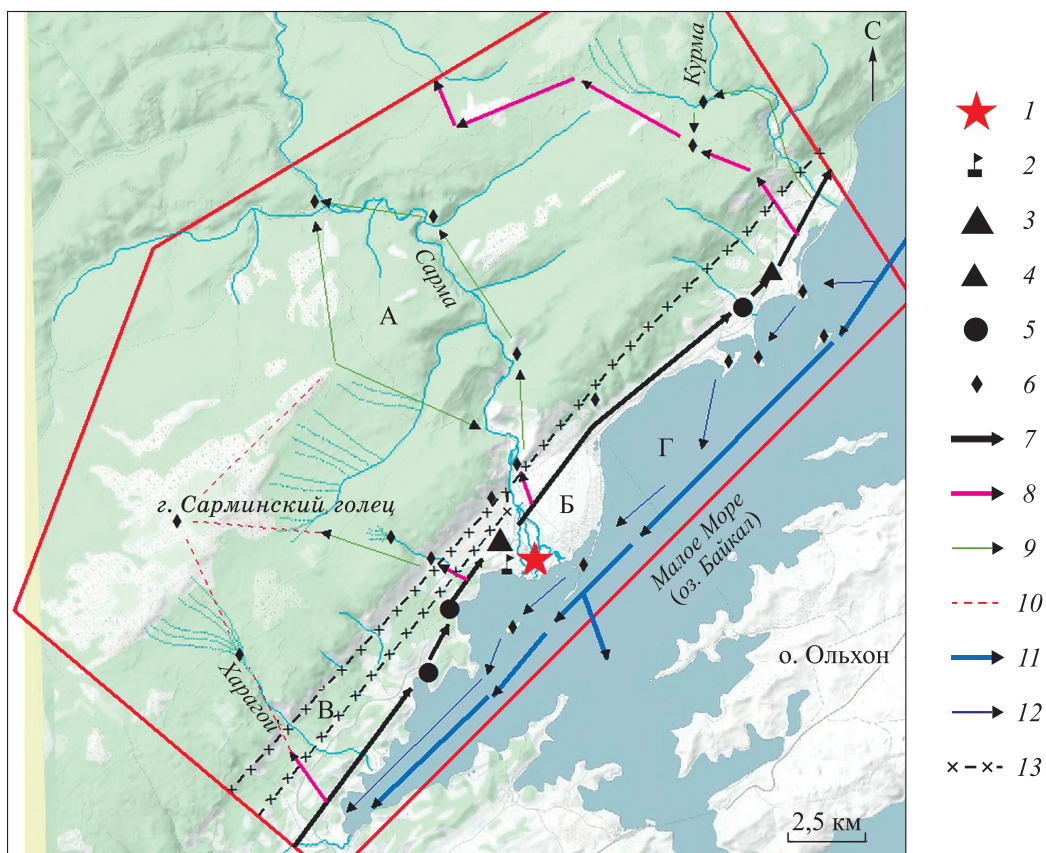 С
Курма
Сарма
А
Г
г. Сарминский голец
Б
Малое Море
(оз. Байкал)
о. Ольхон
Харагой
В
2,5 км
1
2
3
4
5
6
7
8
9
10
11
12
13